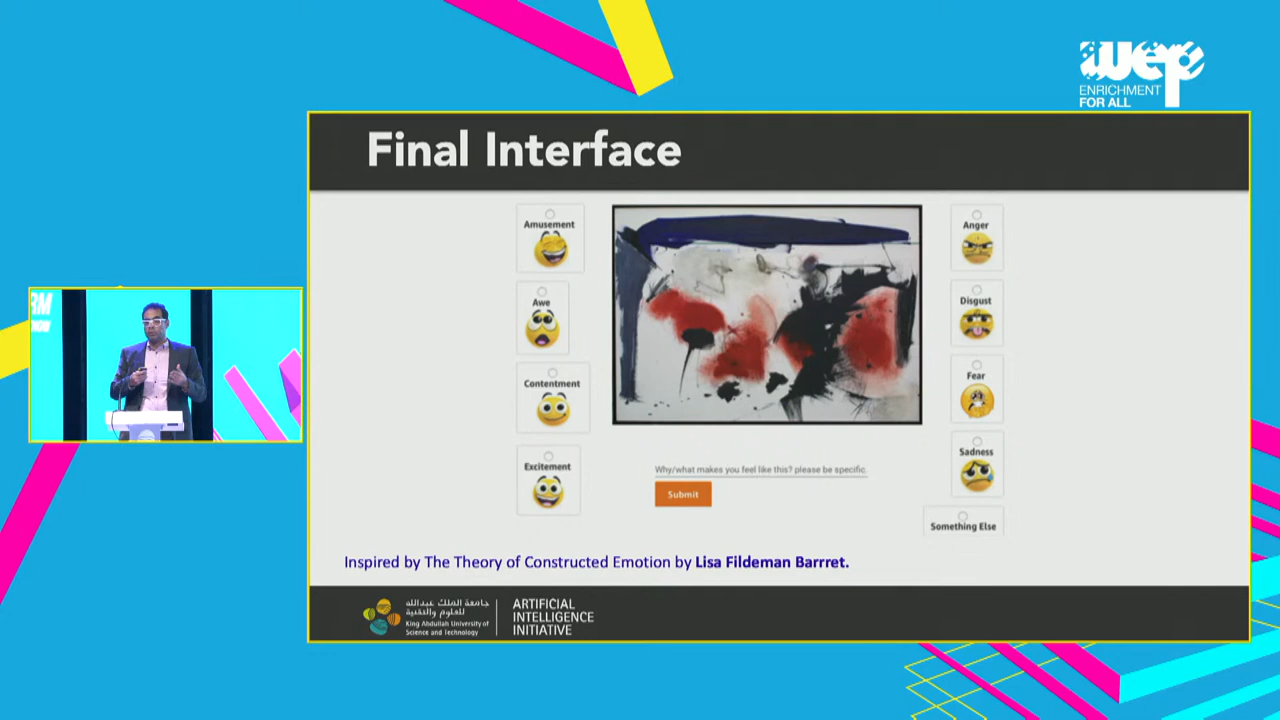 wep
ENRICHMENT
FOR ALL
Final Interface
Amusement
Awe
Contentment
Excitement
Anger
Disgust
Fear
Sadness
Something Else
Why/what makes you feel like this? please be specific.
Submit
Inspired by The Theory of Constructed Emotion by Lisa Fildeman Barrret.
جامعة الملك عبدالله
للعلوم والتقنية
King Abdullah University of
Science and Technology
ARTIFICIAL
INTELLIGENCE
INITIATIVE